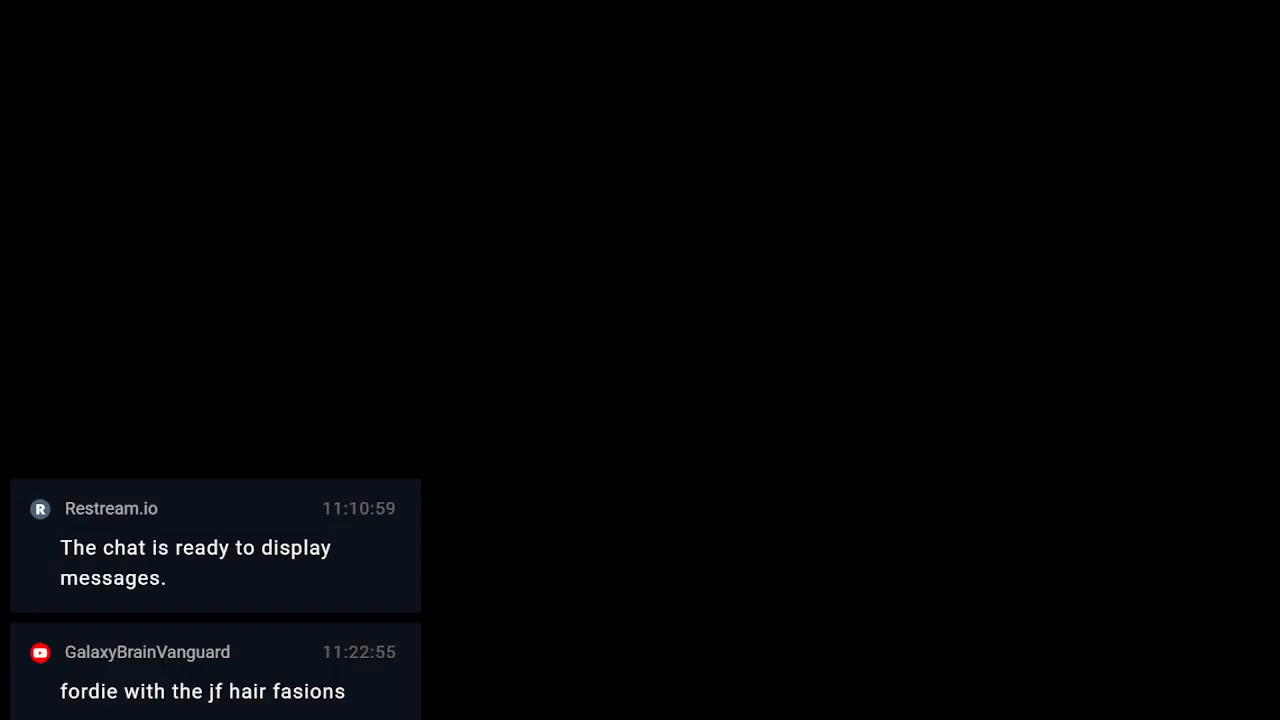 R Restream.io 11:10:59
The chat is ready to display
messages.
GalaxyBrainVanguard 11:22:55
fordie with the jf hair fasions